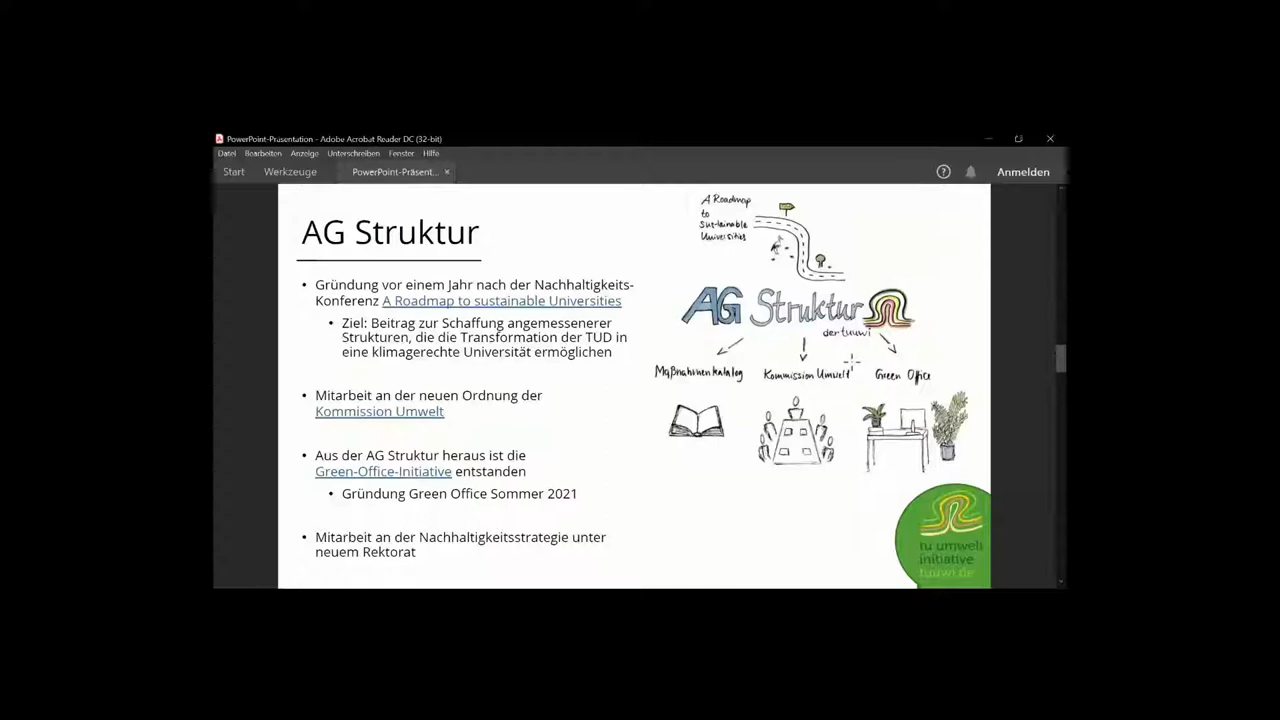 PowerPoint-Präsentation - Adobe Acrobat Reader DC (32-bit)
Datei Bearbeiten Anzeige Unterschreiben Fenster Hilfe
Start Werkzeuge PowerPoint-Präsent... × Anmelden
AG Struktur
• Gründung vor einem Jahr nach der Nachhaltigkeits-
Konferenz A Roadmap to sustainable Universities
• Ziel: Beitrag zur Schaffung angemessenerer
Strukturen, die die Transformation der TUD in
eine klimagerechte Universität ermöglichen
• Mitarbeit an der neuen Ordnung der
Kommission Umwelt
• Aus der AG Struktur heraus ist die
Green-Office-Initiative entstanden
• Gründung Green Office Sommer 2021
• Mitarbeit an der Nachhaltigkeitsstrategie unter
neuem Rektorat
A Roadmap
to
Sustainable
Universities
AG Struktur
der tuuwi
Maßnahmenkatalog Kommission Umwelt Green Office
tu umwelt
initiative
tuuwi.de